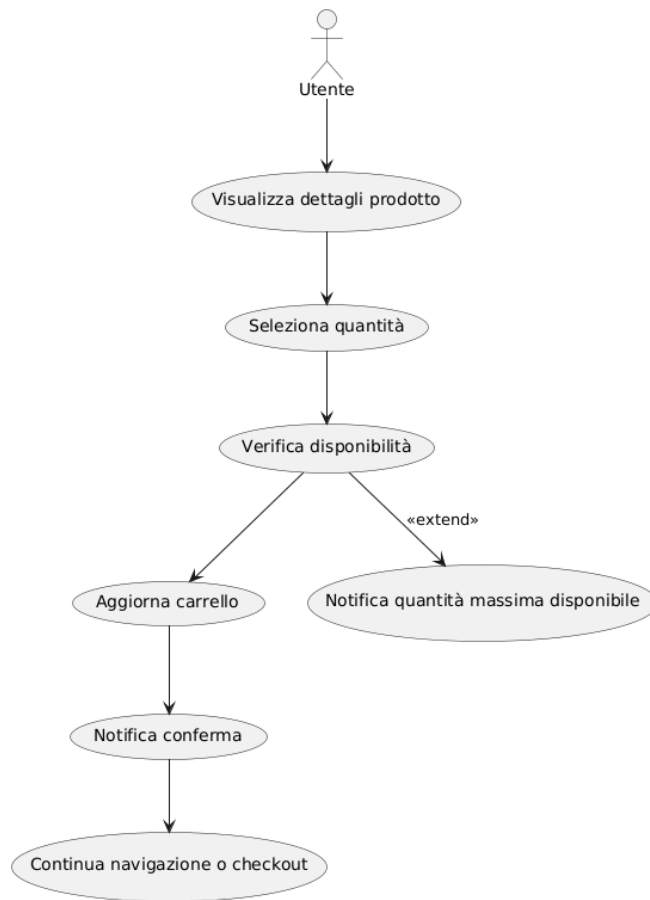 Utente
Visualizza dettagli prodotto
Seleziona quantità
Verifica disponibilità
«extend»
Aggiorna carrello
Notifica quantità massima disponibile
Notifica conferma
Continua navigazione o checkout